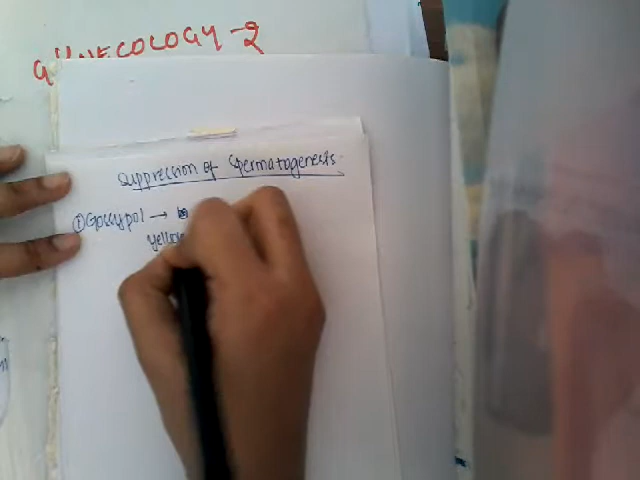 GYNECOLOGY-2
Suppression of Spermatogenesis.
① Gossypol →